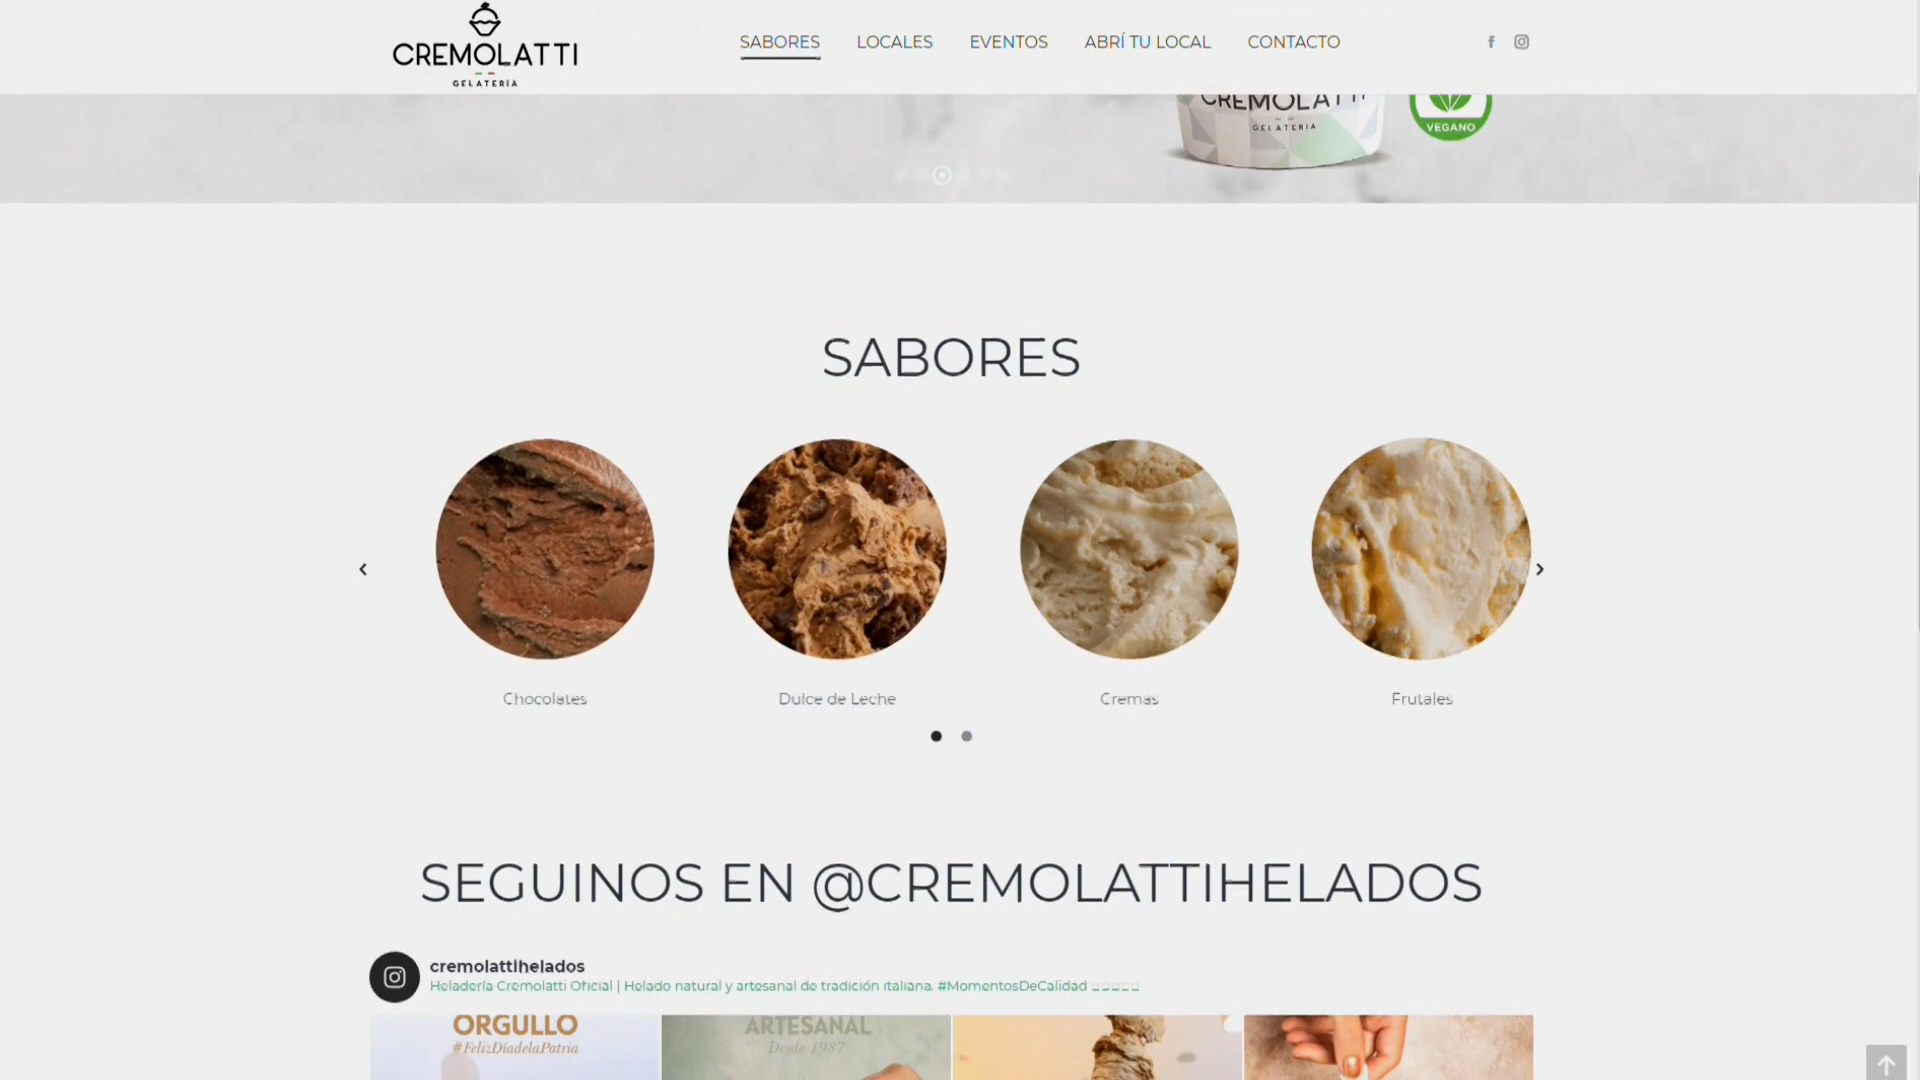 CREMOLATTI
GELATERIA
SABORES LOCALES EVENTOS ABRÍ TU LOCAL CONTACTO
CREMOLATTI
GELATERIA
VEGANO
SABORES
Chocolates
Dulce de Leche
Cremas
Frutales
SEGUINOS EN @CREMOLATTIHELADOS
cremolattihelados
Heladería Cremolatti Oficial | Helado natural y artesanal de tradición italiana. #MomentosDeCalidad
ORGULLO
#FelizDíadelaPatria
ARTESANAL
Desde 1987